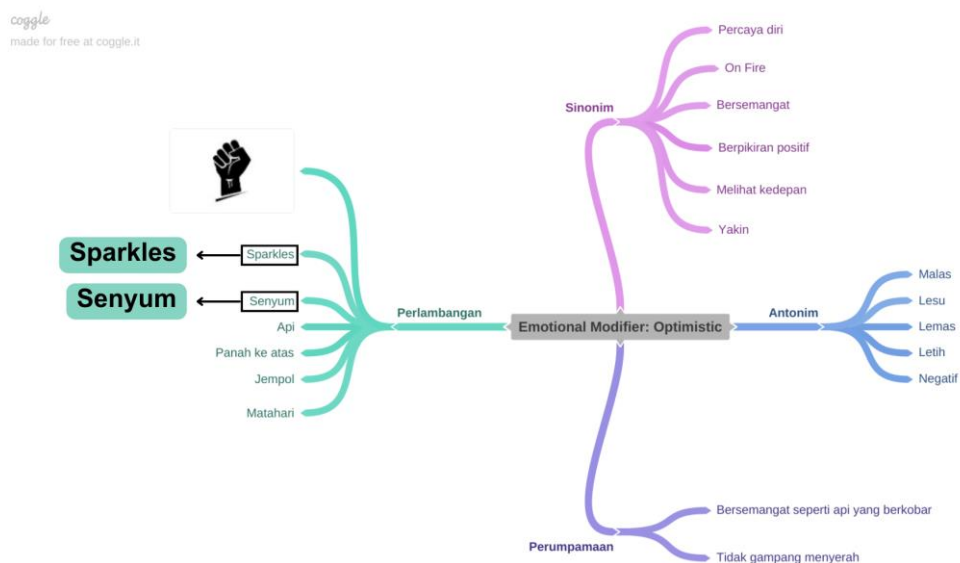 coggle
made for free at coggle.it
Percaya diri
On Fire
Sinonim
Bersemangat
Berpikiran positif
Melihat kedepan
Yakin
Sparkles
Sparkles
Senyum
Senyum
Api
Panah ke atas
Jempol
Matahari
Perlambangan
Emotional Modifier: Optimistic
Antonim
Malas
Lesu
Lemas
Letih
Negatif
Perumpamaan
Bersemangat seperti api yang berkobar
Tidak gampang menyerah